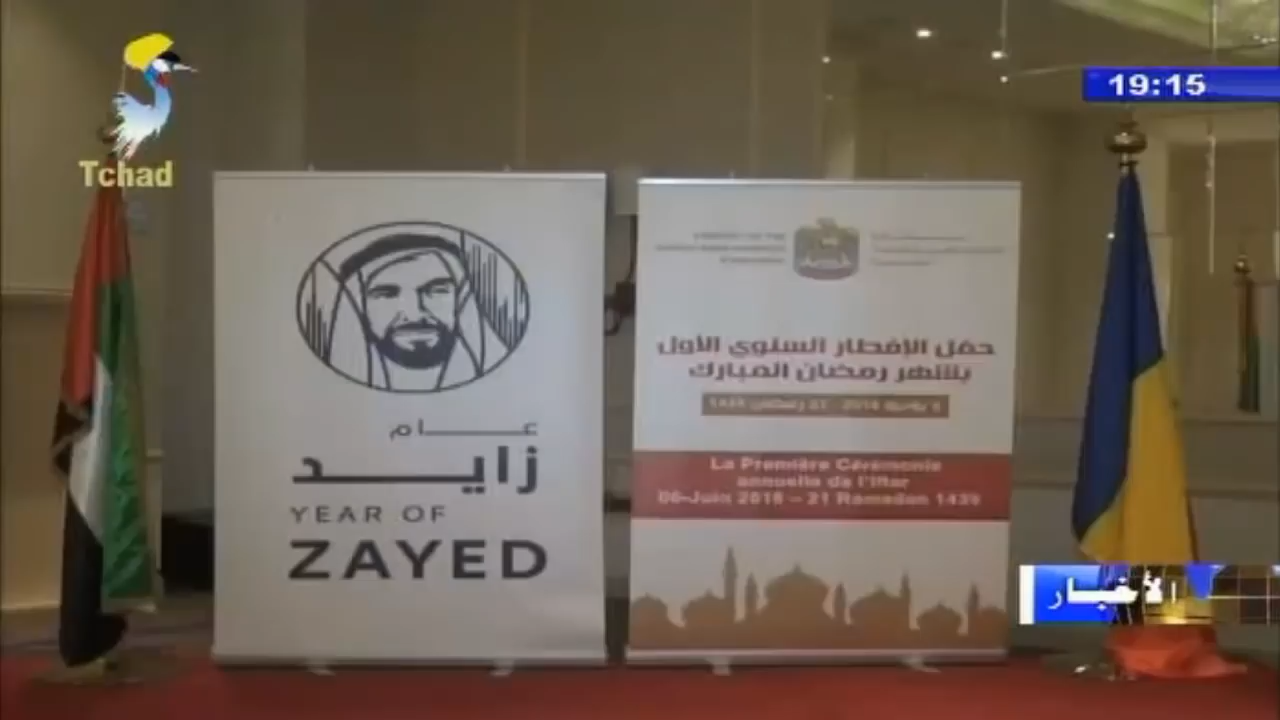 Tchad
19:15
عام
زايد
YEAR OF
ZAYED
حفل الإفطار السنوي الأول
بشهر رمضان المبارك
La Première Cérémonie
annuelle de l'Iftar
06-Juin 2018 – 21 Ramadan 1439
الأخبار